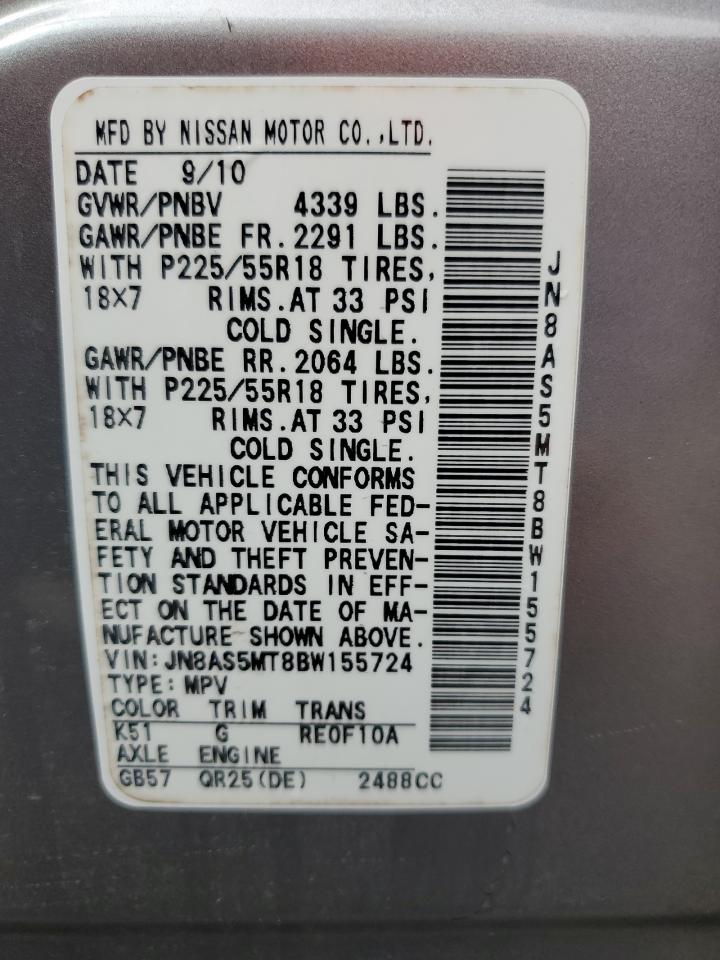 MFD BY NISSAN MOTOR CO.,LTD.
DATE 9/10
GVWR/PNBV 4339 LBS.
GAWR/PNBE FR.2291 LBS.
WITH P225/55R18 TIRES,
18X7 RIMS.AT 33 PSI
COLD SINGLE.
GAWR/PNBE RR.2064 LBS.
WITH P225/55R18 TIRES,
18X7 RIMS.AT 33 PSI
COLD SINGLE.
THIS VEHICLE CONFORMS
TO ALL APPLICABLE FED-
ERAL MOTOR VEHICLE SA-
FETY AND THEFT PREVEN-
TION STANDARDS IN EFF-
ECT ON THE DATE OF MA-
NUFACTURE SHOWN ABOVE.
VIN:JN8AS5MT8BW155724
TYPE:MPV
COLOR TRIM TRANS
K51 G RE0F10A
AXLE ENGINE
GB57 QR25(DE) 2488CC
JN8AS5MT8BW155724